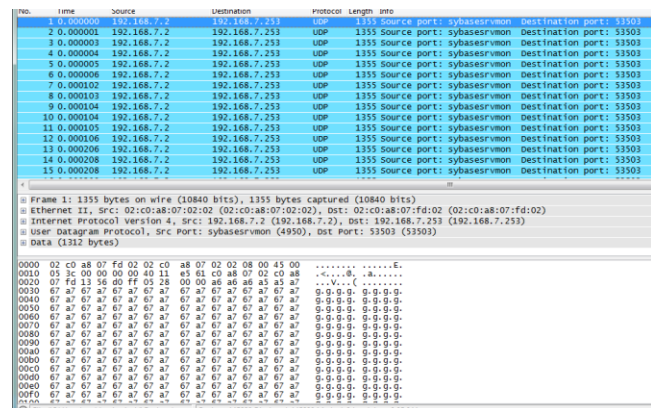 No. Time Source Destination Protocol Length Info
1 0.000000 192.168.7.2 192.168.7.253 UDP 1355 Source port: sybasesrvmon Destination port: 53503
2 0.000001 192.168.7.2 192.168.7.253 UDP 1355 Source port: sybasesrvmon Destination port: 53503
3 0.000003 192.168.7.2 192.168.7.253 UDP 1355 Source port: sybasesrvmon Destination port: 53503
4 0.000004 192.168.7.2 192.168.7.253 UDP 1355 Source port: sybasesrvmon Destination port: 53503
5 0.000005 192.168.7.2 192.168.7.253 UDP 1355 Source port: sybasesrvmon Destination port: 53503
6 0.000006 192.168.7.2 192.168.7.253 UDP 1355 Source port: sybasesrvmon Destination port: 53503
7 0.000102 192.168.7.2 192.168.7.253 UDP 1355 Source port: sybasesrvmon Destination port: 53503
8 0.000103 192.168.7.2 192.168.7.253 UDP 1355 Source port: sybasesrvmon Destination port: 53503
9 0.000104 192.168.7.2 192.168.7.253 UDP 1355 Source port: sybasesrvmon Destination port: 53503
10 0.000104 192.168.7.2 192.168.7.253 UDP 1355 Source port: sybasesrvmon Destination port: 53503
11 0.000105 192.168.7.2 192.168.7.253 UDP 1355 Source port: sybasesrvmon Destination port: 53503
12 0.000106 192.168.7.2 192.168.7.253 UDP 1355 Source port: sybasesrvmon Destination port: 53503
13 0.000206 192.168.7.2 192.168.7.253 UDP 1355 Source port: sybasesrvmon Destination port: 53503
14 0.000208 192.168.7.2 192.168.7.253 UDP 1355 Source port: sybasesrvmon Destination port: 53503
15 0.000208 192.168.7.2 192.168.7.253 UDP 1355 Source port: sybasesrvmon Destination port: 53503
Frame 1: 1355 bytes on wire (10840 bits), 1355 bytes captured (10840 bits)
Ethernet II, Src: 02:c0:a8:07:02:02 (02:c0:a8:07:02:02), Dst: 02:c0:a8:07:fd:02 (02:c0:a8:07:fd:02)
Internet Protocol Version 4, Src: 192.168.7.2 (192.168.7.2), Dst: 192.168.7.253 (192.168.7.253)
User Datagram Protocol, Src Port: sybasesrvmon (4950), Dst Port: 53503 (53503)
Data (1312 bytes)
0000 02 c0 a8 07 fd 02 02 c0 a8 07 02 02 08 00 45 00 ........ ......E.
0010 05 3c 00 00 00 00 40 11 e5 61 c0 a8 07 02 c0 a8 .<....@. .a......
0020 07 fd 13 56 d0 ff 05 28 00 00 a6 a6 a6 a5 a5 a7 ...V...( ........
0030 67 a7 67 a7 67 a7 67 a7 67 a7 67 a7 67 a7 67 a7 g.g.g.g. g.g.g.g.
0040 67 a7 67 a7 67 a7 67 a7 67 a7 67 a7 67 a7 67 a7 g.g.g.g. g.g.g.g.
0050 67 a7 67 a7 67 a7 67 a7 67 a7 67 a7 67 a7 67 a7 g.g.g.g. g.g.g.g.
0060 67 a7 67 a7 67 a7 67 a7 67 a7 67 a7 67 a7 67 a7 g.g.g.g. g.g.g.g.
0070 67 a7 67 a7 67 a7 67 a7 67 a7 67 a7 67 a7 67 a7 g.g.g.g. g.g.g.g.
0080 67 a7 67 a7 67 a7 67 a7 67 a7 67 a7 67 a7 67 a7 g.g.g.g. g.g.g.g.
0090 67 a7 67 a7 67 a7 67 a7 67 a7 67 a7 67 a7 67 a7 g.g.g.g. g.g.g.g.
00a0 67 a7 67 a7 67 a7 67 a7 67 a7 67 a7 67 a7 67 a7 g.g.g.g. g.g.g.g.
00b0 67 a7 67 a7 67 a7 67 a7 67 a7 67 a7 67 a7 67 a7 g.g.g.g. g.g.g.g.
00c0 67 a7 67 a7 67 a7 67 a7 67 a7 67 a7 67 a7 67 a7 g.g.g.g. g.g.g.g.
00d0 67 a7 67 a7 67 a7 67 a7 67 a7 67 a7 67 a7 67 a7 g.g.g.g. g.g.g.g.
00e0 67 a7 67 a7 67 a7 67 a7 67 a7 67 a7 67 a7 67 a7 g.g.g.g. g.g.g.g.
00f0 67 a7 67 a7 67 a7 67 a7 67 a7 67 a7 67 a7 67 a7 g.g.g.g. g.g.g.g.